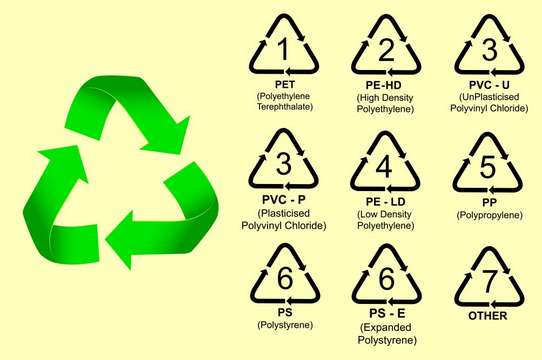 1
PET
(Polyethylene
Terephthalate)
2
PE-HD
(High Density
Polyethylene)
3
PVC - U
(UnPlasticised
Polyvinyl Chloride)
3
PVC - P
(Plasticised
Polyvinyl Chloride)
4
PE - LD
(Low Density
Polyethylene)
5
PP
(Polypropylene)
6
PS
(Polystyrene)
6
PS - E
(Expanded
Polystyrene)
7
OTHER